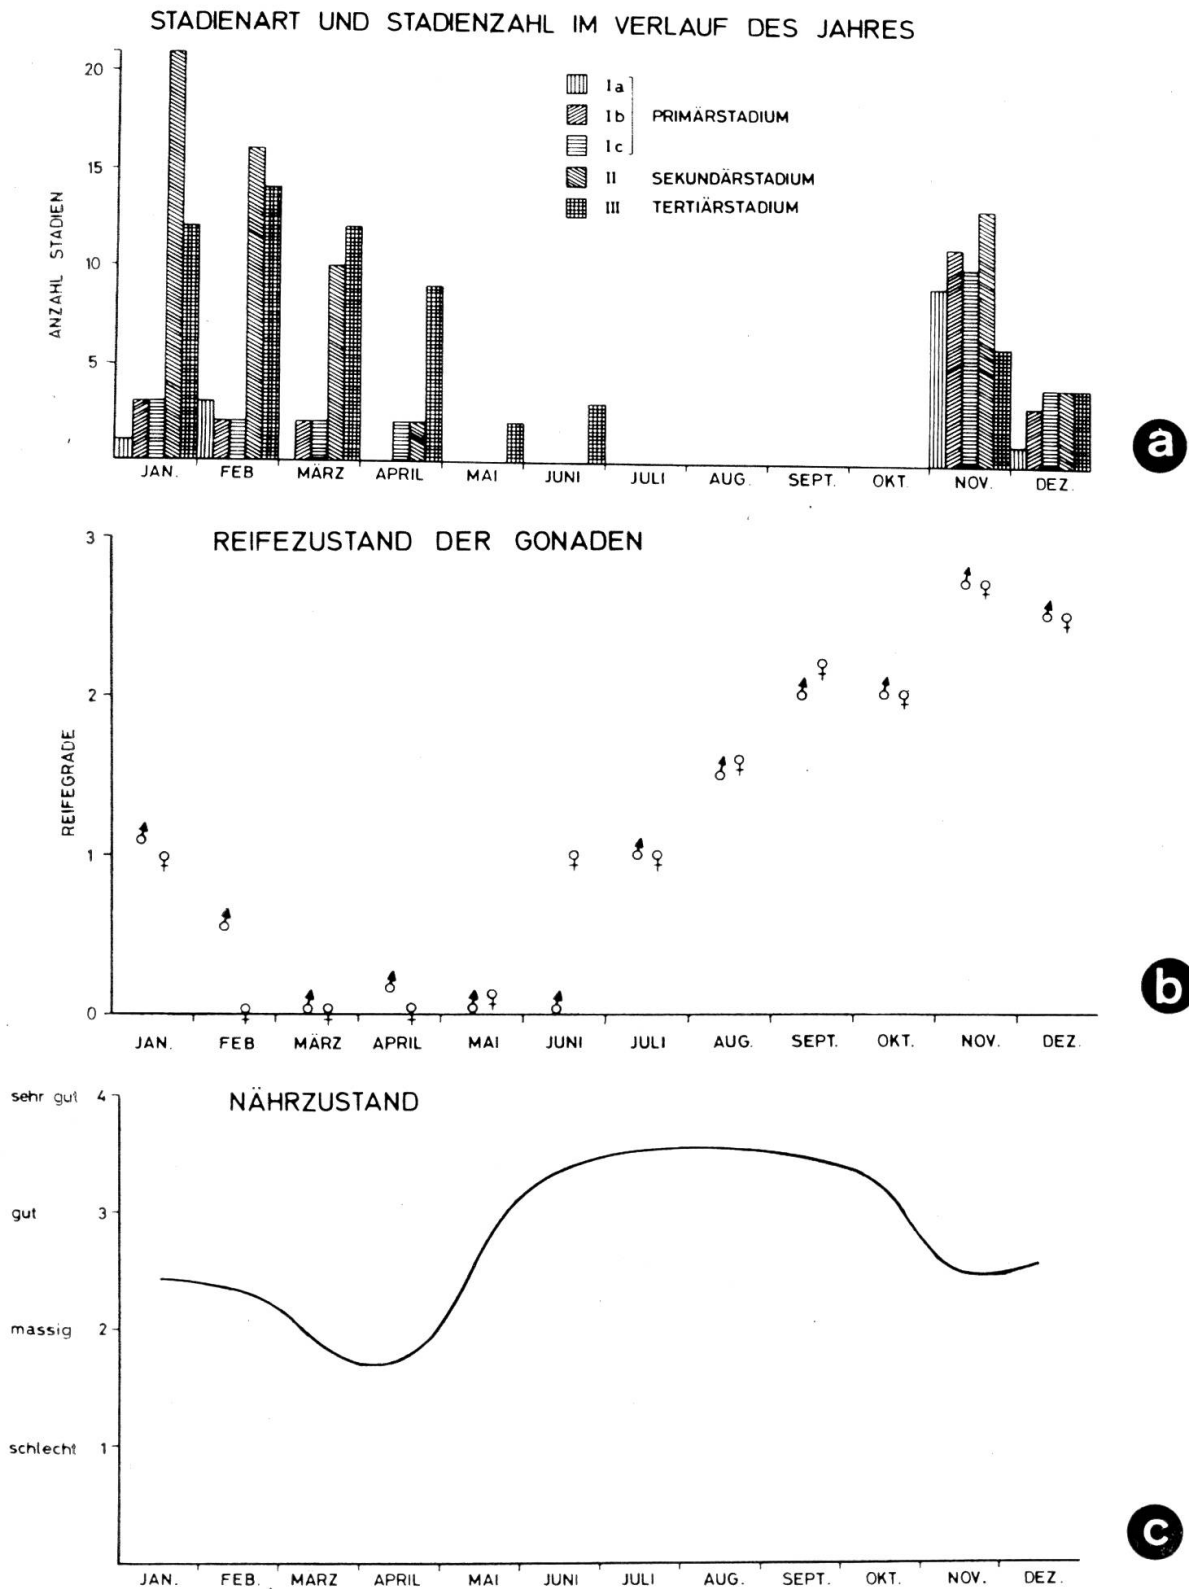 STADIENART UND STADIENZAHL IM VERLAUF DES JAHRES
ANZAHL STADIEN
20
15
10
5
Ia
Ib PRIMÄRSTADIUM
Ic
II SEKUNDÄRSTADIUM
III TERTIÄRSTADIUM
JAN. FEB MÄRZ APRIL MAI JUNI JULI AUG. SEPT. OKT. NOV. DEZ.
a
REIFEZUSTAND DER GONADEN
REIFEGRADE
3
2
1
0
JAN. FEB MÄRZ APRIL MAI JUNI JULI AUG. SEPT. OKT. NOV. DEZ.
b
NÄHRZUSTAND
sehr gut 4
gut 3
massig 2
schlecht 1
JAN. FEB. MÄRZ APRIL MAI JUNI JULI AUG. SEPT. OKT. NOV. DEZ.
c